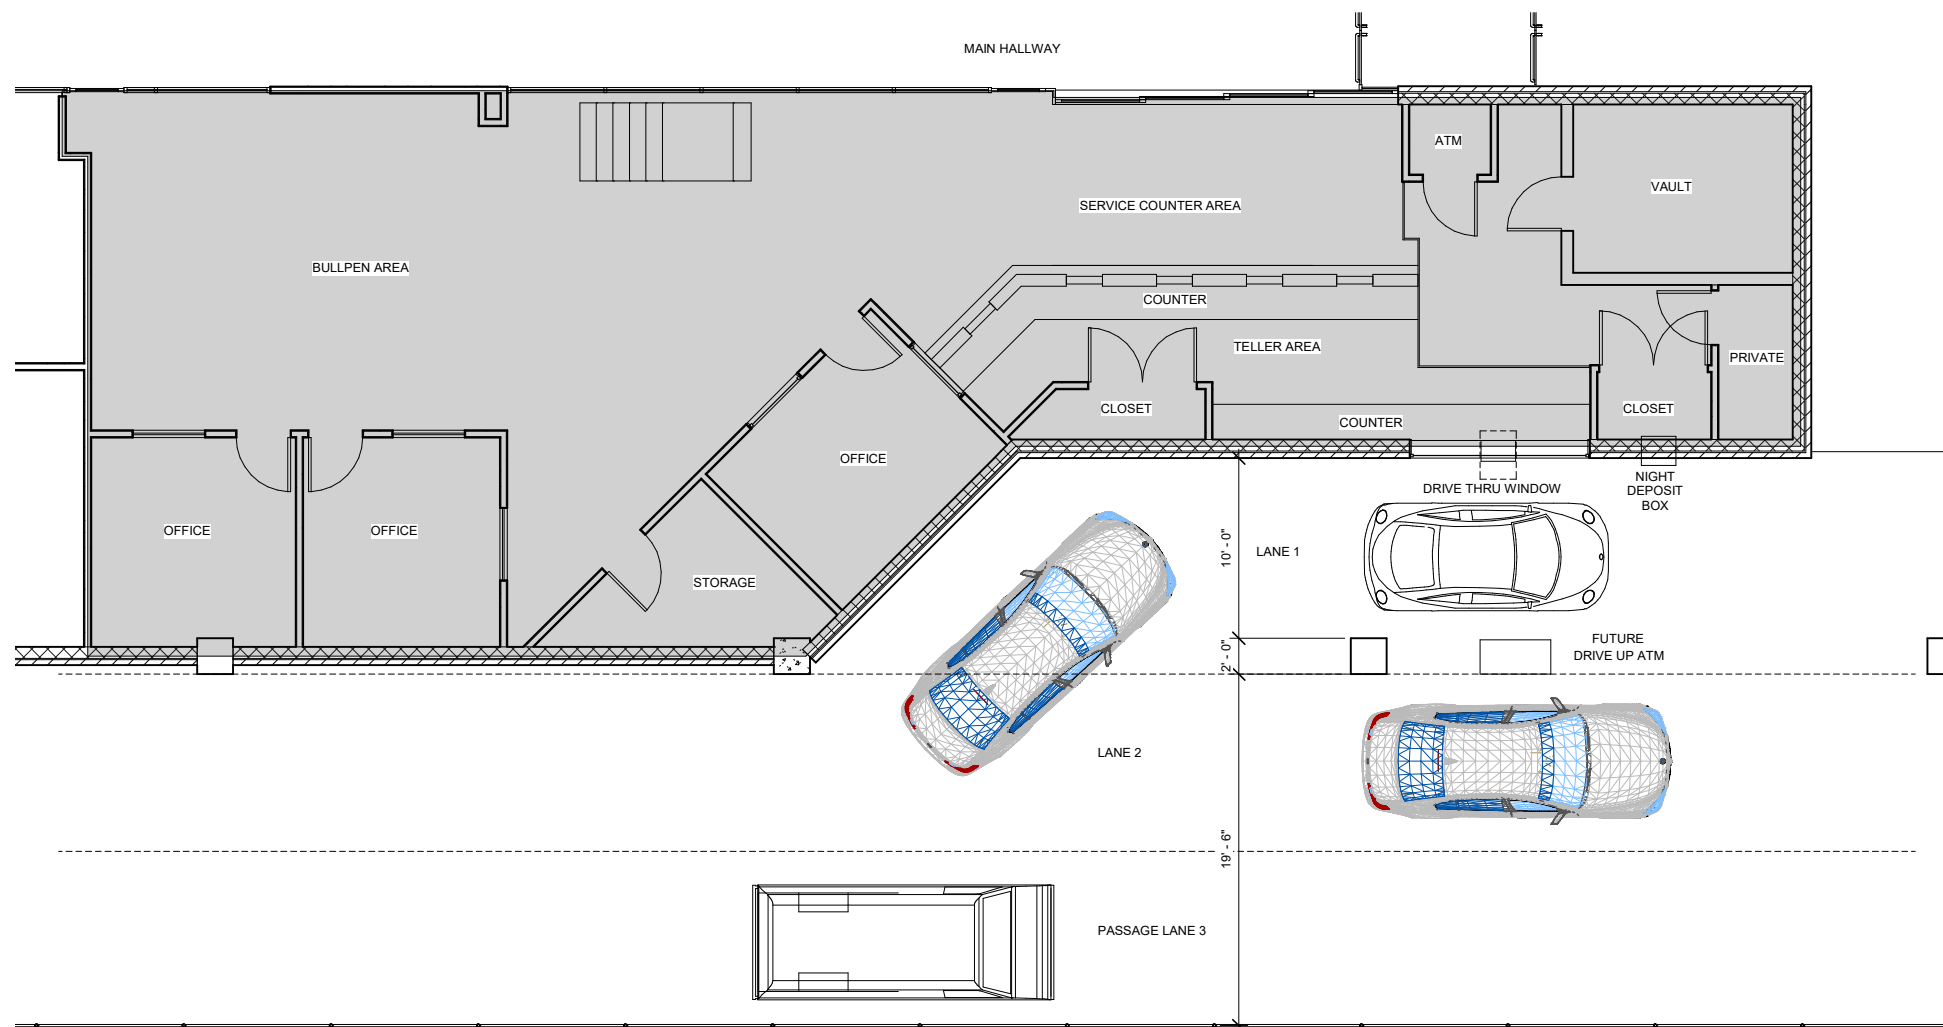 MAIN HALLWAY
ATM
VAULT
SERVICE COUNTER AREA
BULLPEN AREA
COUNTER
TELLER AREA
PRIVATE
CLOSET
CLOSET
COUNTER
OFFICE
DRIVE THRU WINDOW
NIGHT
DEPOSIT
BOX
OFFICE
OFFICE
10' - 0"
LANE 1
STORAGE
FUTURE
DRIVE UP ATM
2' - 0"
LANE 2
19' - 6"
PASSAGE LANE 3